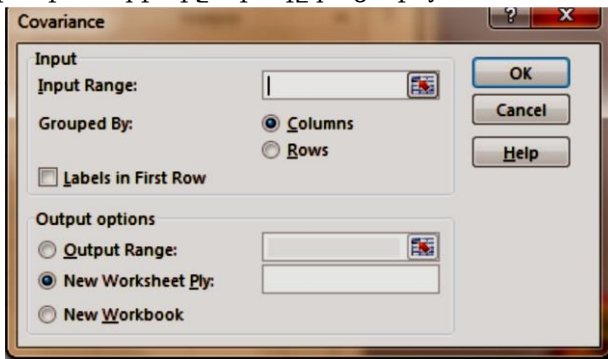 Covariance
?
X
Input
Input Range:
Grouped By:
Columns
Rows
Labels in First Row
OK
Cancel
Help
Output options
Output Range:
New Worksheet Ply:
New Workbook